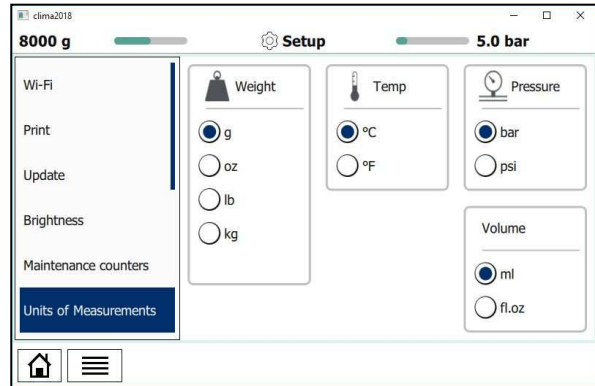 clima2018
8000 g
Setup
5.0 bar
Wi-Fi
Print
Update
Brightness
Maintenance counters
Units of Measurements
Weight
g
oz
lb
kg
Temp
°C
°F
Pressure
bar
psi
Volume
ml
fl.oz